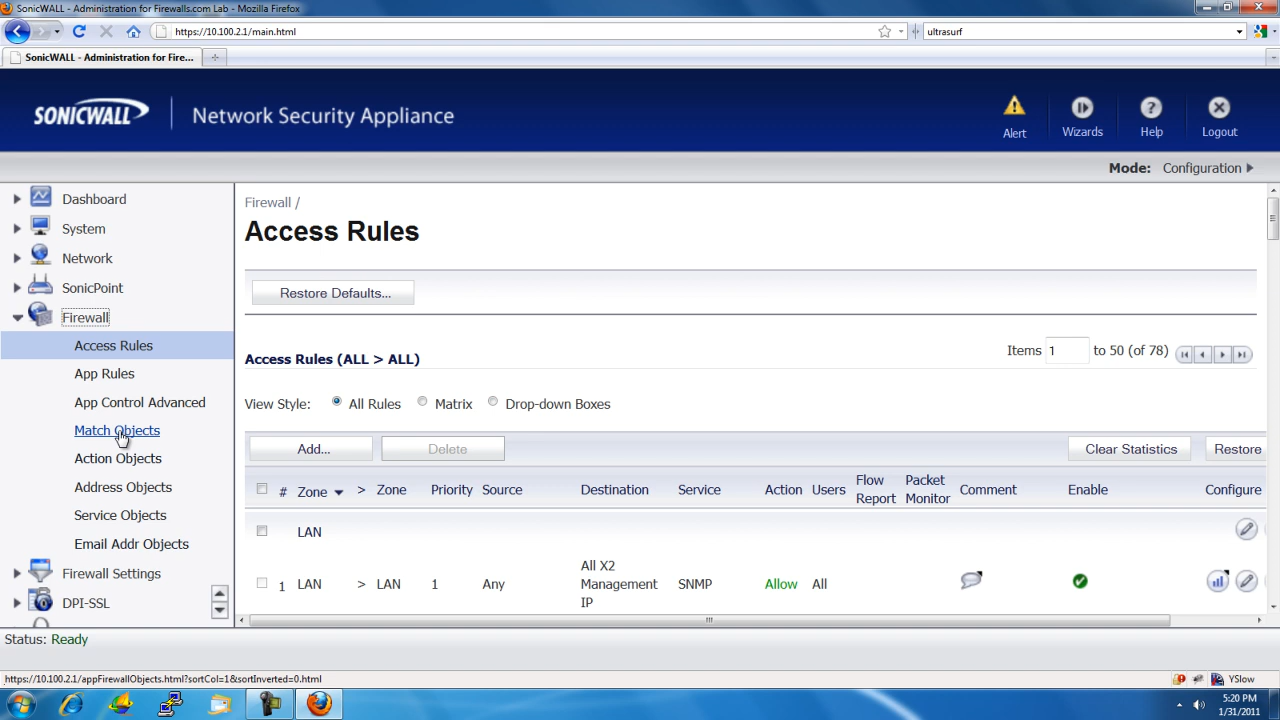 SonicWALL - Administration for Firewalls.com Lab - Mozilla Firefox
https://10.100.2.1/main.html
ultrasurf
SonicWALL - Administration for Fire...
SONICWALL
Network Security Appliance
Alert
Wizards
Help
Logout
Mode: Configuration
Dashboard
System
Network
SonicPoint
Firewall
Access Rules
App Rules
App Control Advanced
Match Objects
Action Objects
Address Objects
Service Objects
Email Addr Objects
Firewall Settings
DPI-SSL
Firewall /
Access Rules
Restore Defaults...
Access Rules (ALL > ALL)
Items 1 to 50 (of 78)
View Style: All Rules Matrix Drop-down Boxes
Add... Delete Clear Statistics Restore
# Zone > Zone Priority Source Destination Service Action Users Flow Report Packet Monitor Comment Enable Configure
LAN
1 LAN > LAN 1 Any All X2 Management IP SNMP Allow All
Status: Ready
https://10.100.2.1/appFirewallObjects.html?sortCol=1&sortInverted=0.html
YSlow
5:20 PM
1/31/2011